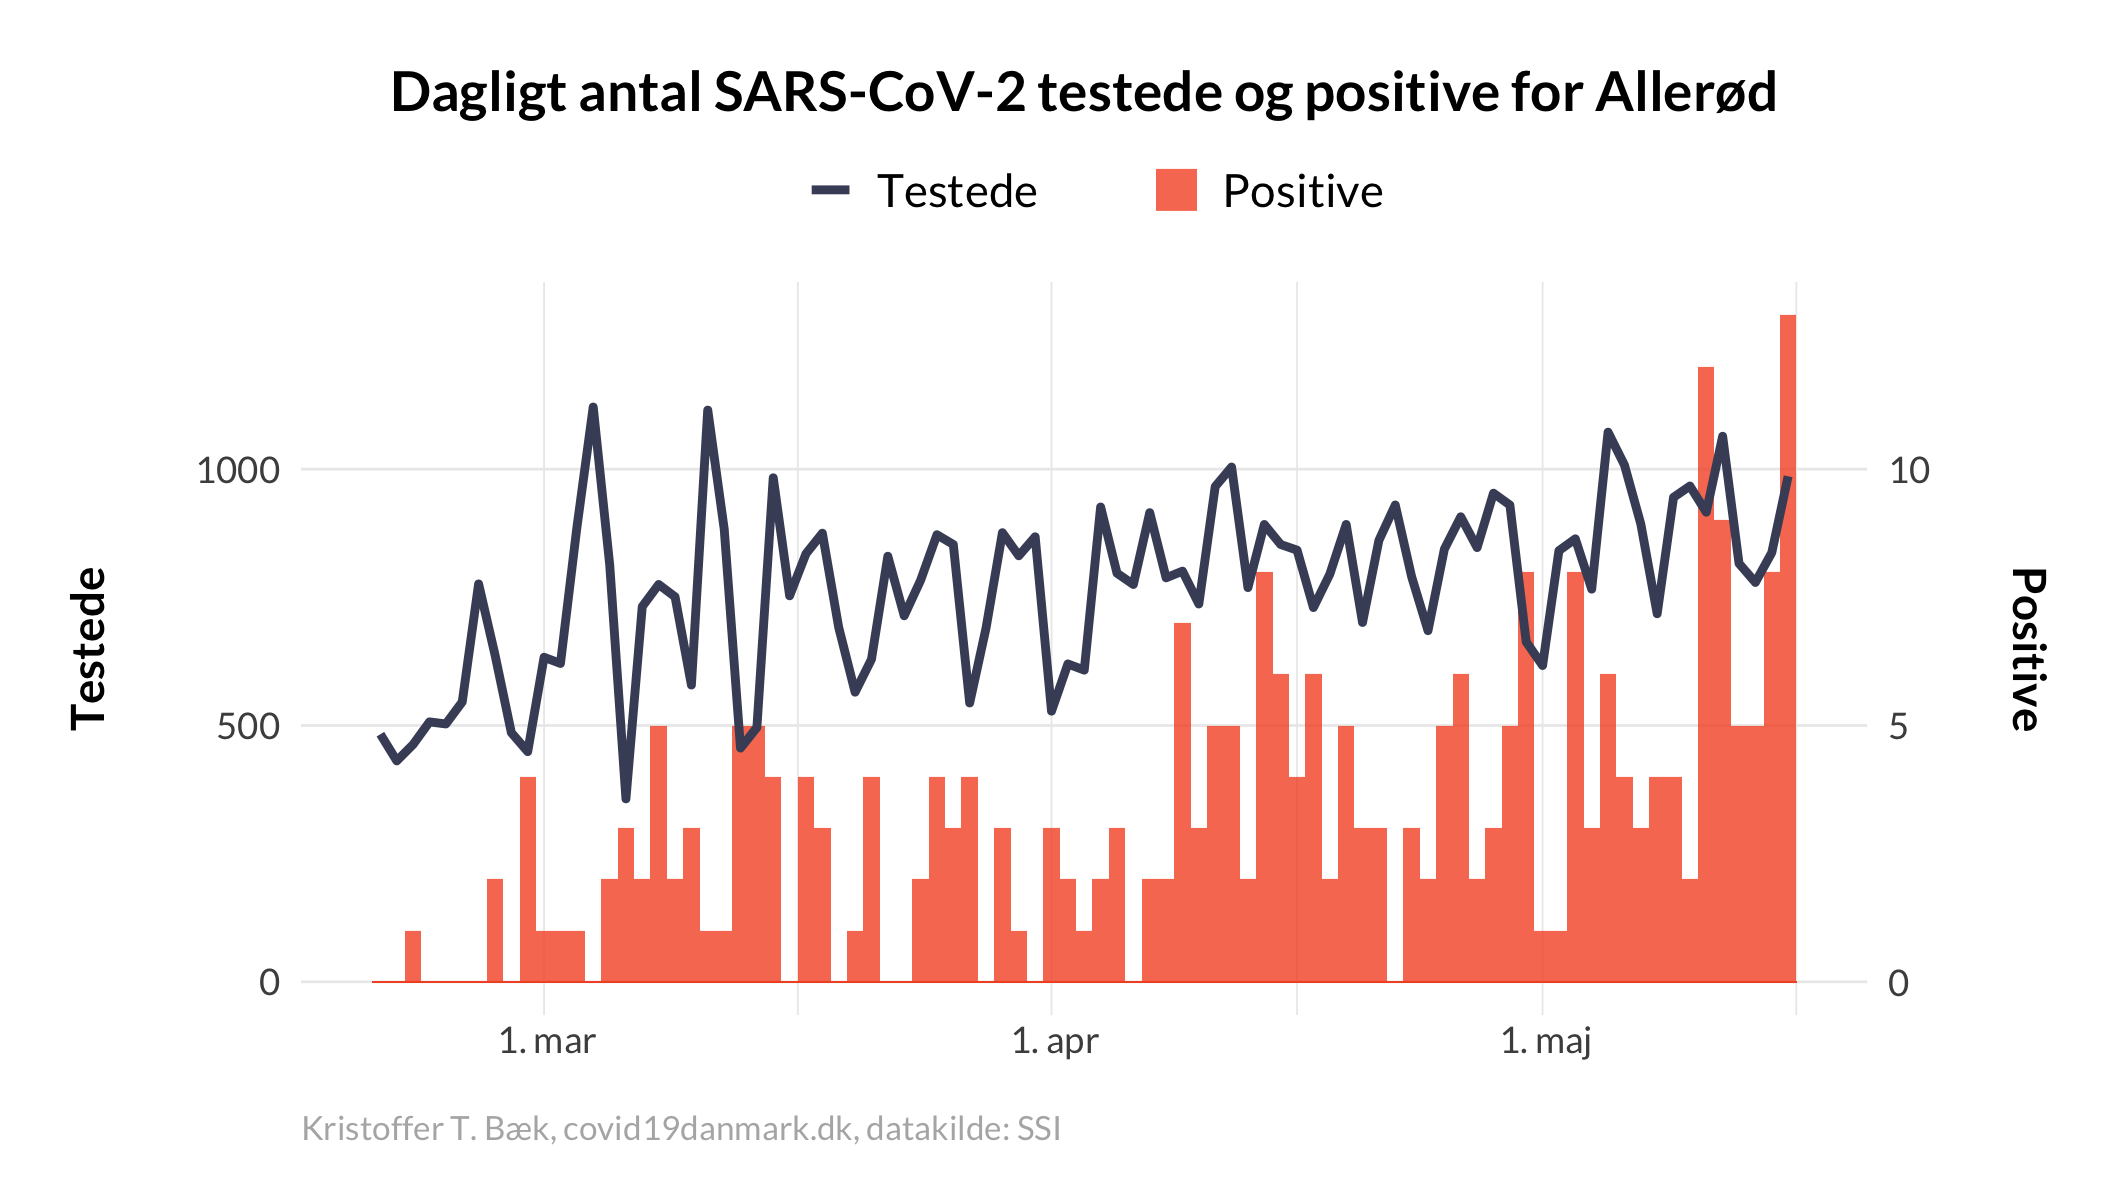 Dagligt antal SARS-CoV-2 testede og positive for Allerød
Testede
Positive
1000
500
0
10
5
0
Testede
Positive
1. mar
1. apr
1. maj
Kristoffer T. Bæk, covid19danmark.dk, datakilde: SSI